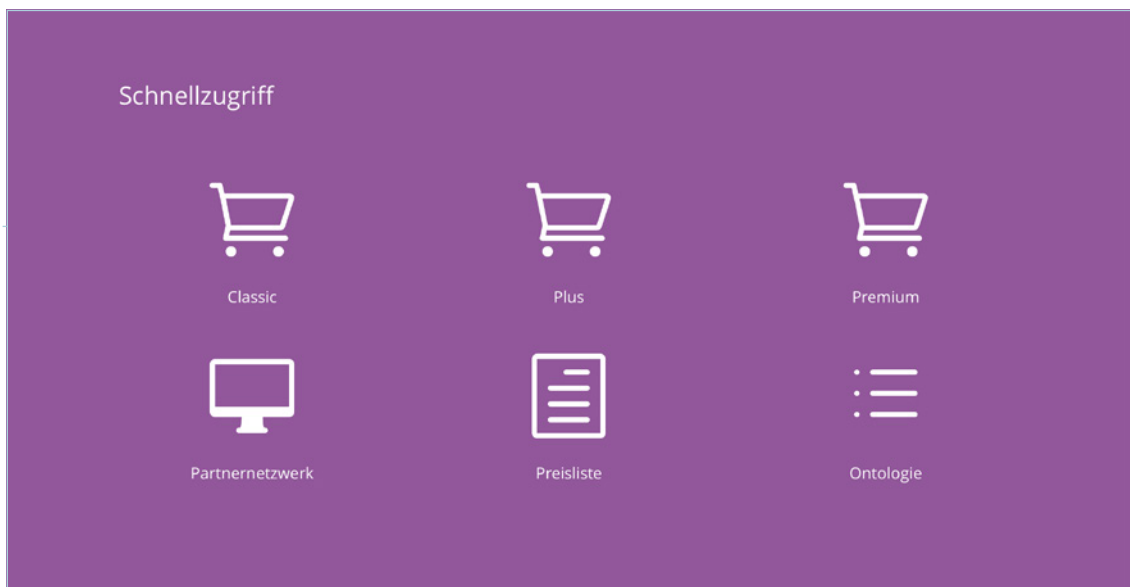 Schnellzugriff
Classic
Plus
Premium
Partnernetzwerk
Preisliste
Ontologie